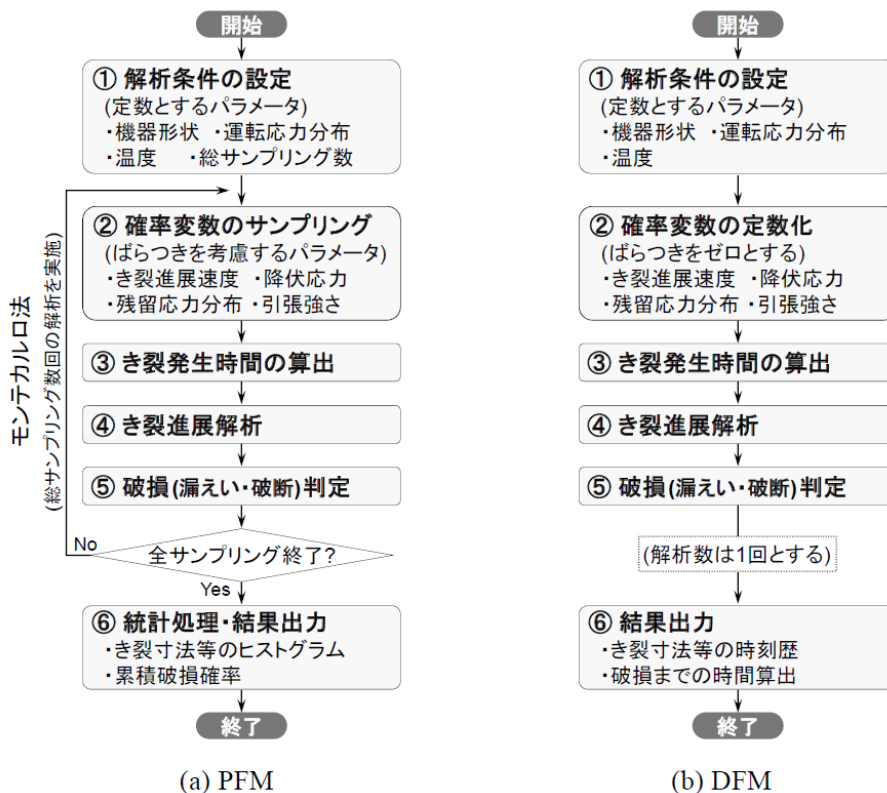 開始
① 解析条件の設定
(定数とするパラメータ)
・機器形状 ・運転応力分布
・温度 ・総サンプリング数
② 確率変数のサンプリング
(ばらつきを考慮するパラメータ)
・き裂進展速度 ・降伏応力
・残留応力分布 ・引張強さ
③ き裂発生時間の算出
④ き裂進展解析
⑤ 破損(漏えい・破断)判定
全サンプリング終了?
No
Yes
モンテカルロ法
(総サンプリング数回の解析を実施)
⑥ 統計処理・結果出力
・き裂寸法等のヒストグラム
・累積破損確率
終了
(a) PFM
開始
① 解析条件の設定
(定数とするパラメータ)
・機器形状 ・運転応力分布
・温度
② 確率変数の定数化
(ばらつきをゼロとする)
・き裂進展速度 ・降伏応力
・残留応力分布 ・引張強さ
③ き裂発生時間の算出
④ き裂進展解析
⑤ 破損(漏えい・破断)判定
(解析数は1回とする)
⑥ 結果出力
・き裂寸法等の時刻歴
・破損までの時間算出
終了
(b) DFM